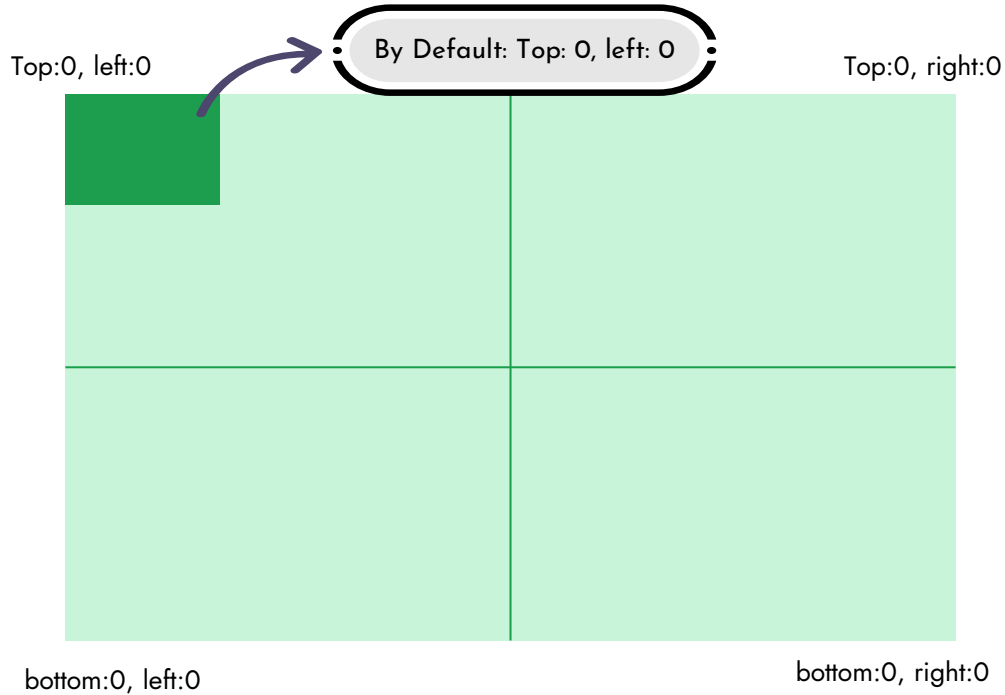 By Default: Top: 0, left: 0
Top:0, left:0
Top:0, right:0
bottom:0, left:0
bottom:0, right:0